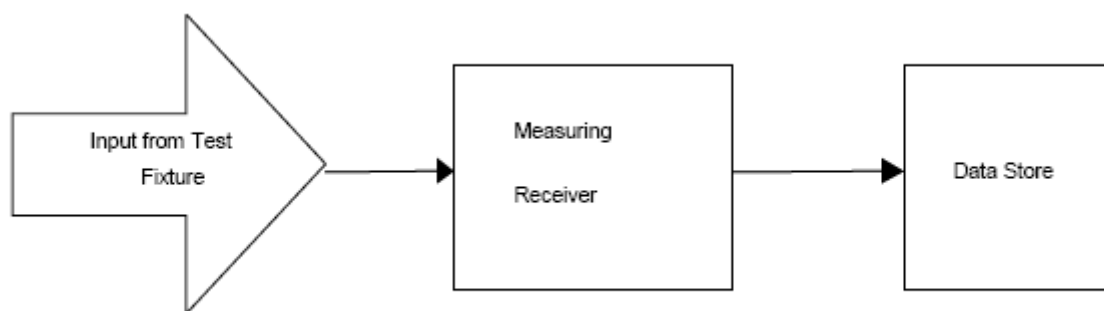 Input from Test
Fixture
Measuring
Receiver
Data Store